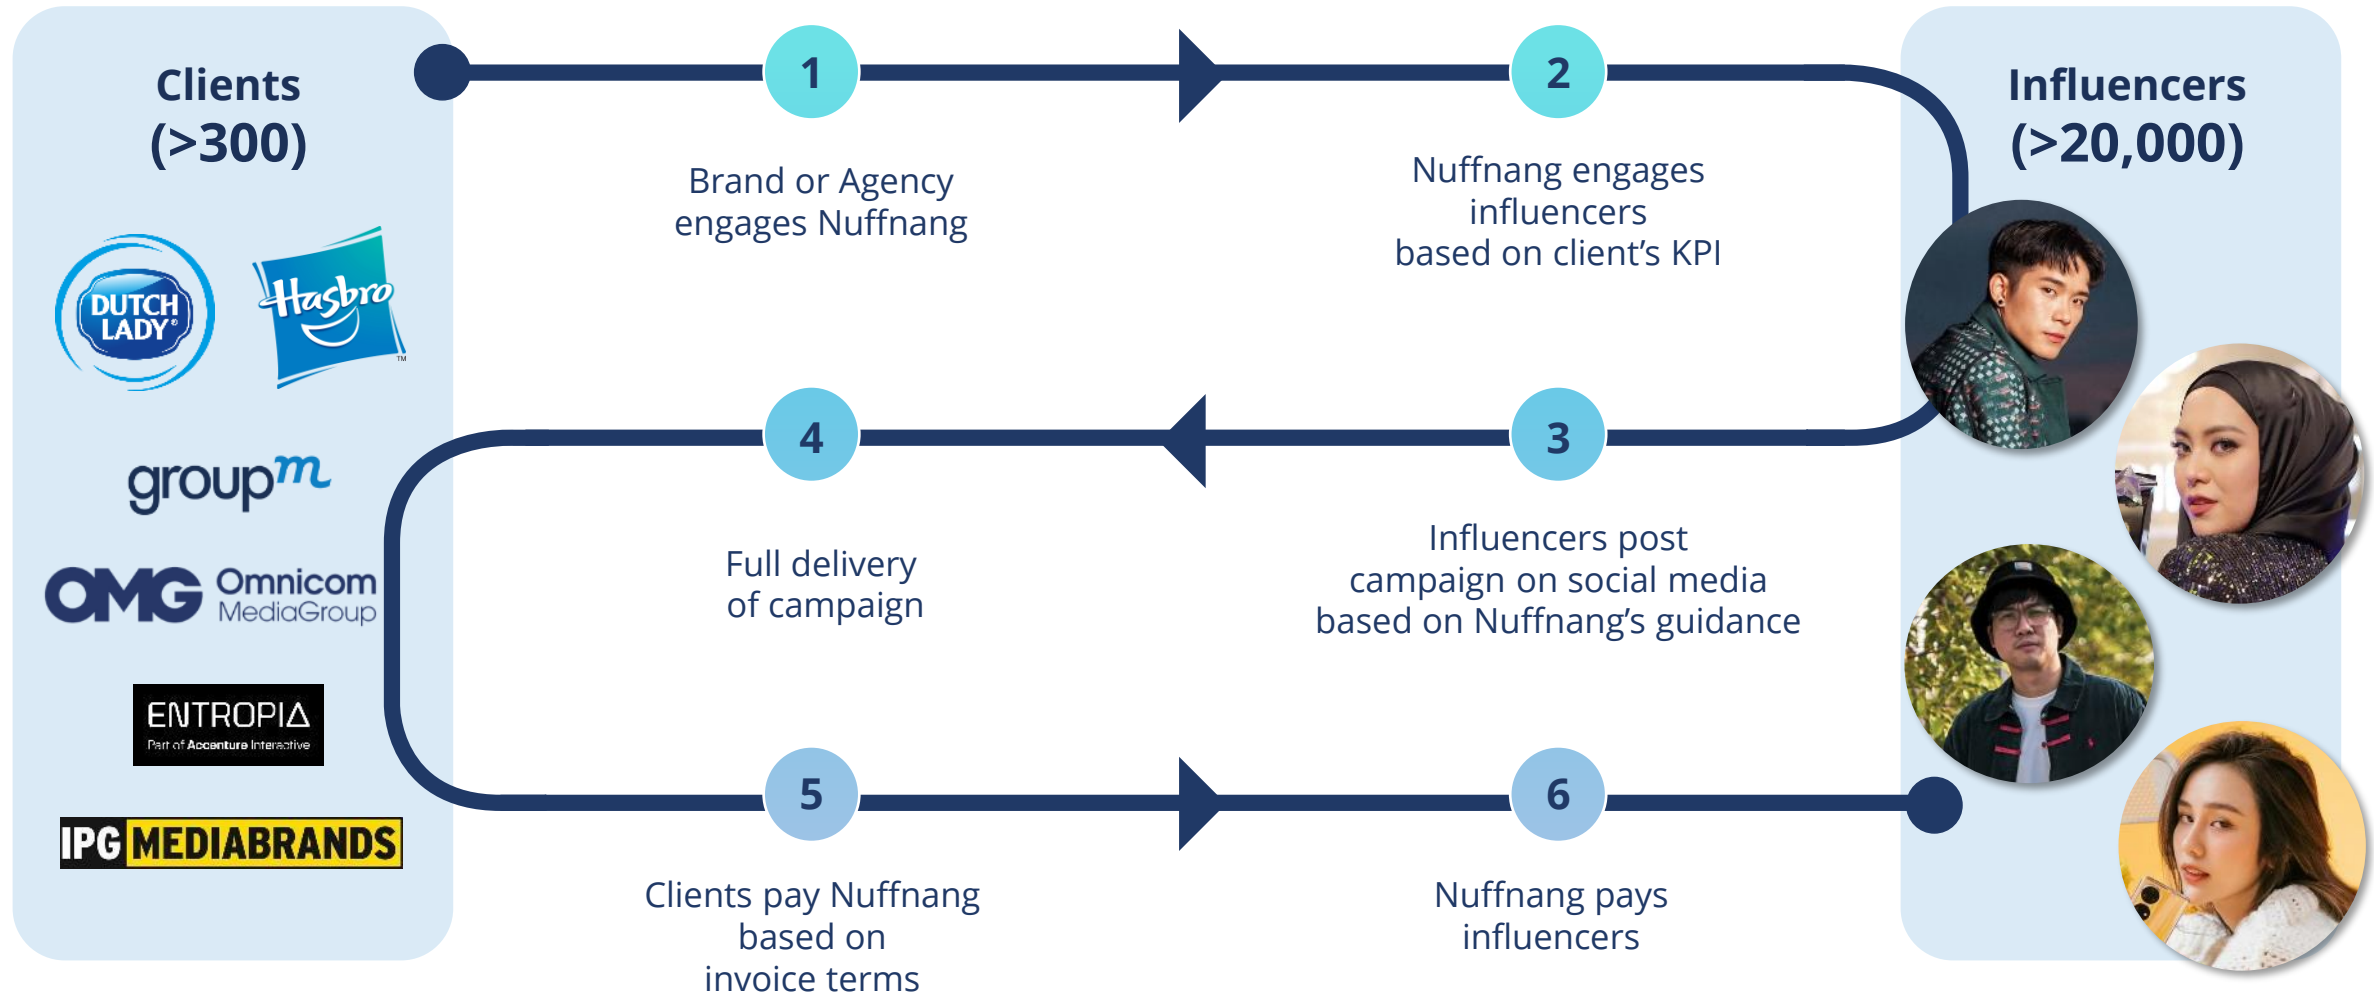 Clients
(>300)
DUTCH
LADY®
Hasbro
TM
groupm
OMG Omnicom
MediaGroup
ENTROPIA
Part of Accenture Interactive
IPG MEDIABRANDS
1
Brand or Agency
engages Nuffnang
2
Nuffnang engages
influencers
based on client’s KPI
3
Influencers post
campaign on social media
based on Nuffnang’s guidance
4
Full delivery
of campaign
5
Clients pay Nuffnang
based on
invoice terms
6
Nuffnang pays
influencers
Influencers
(>20,000)